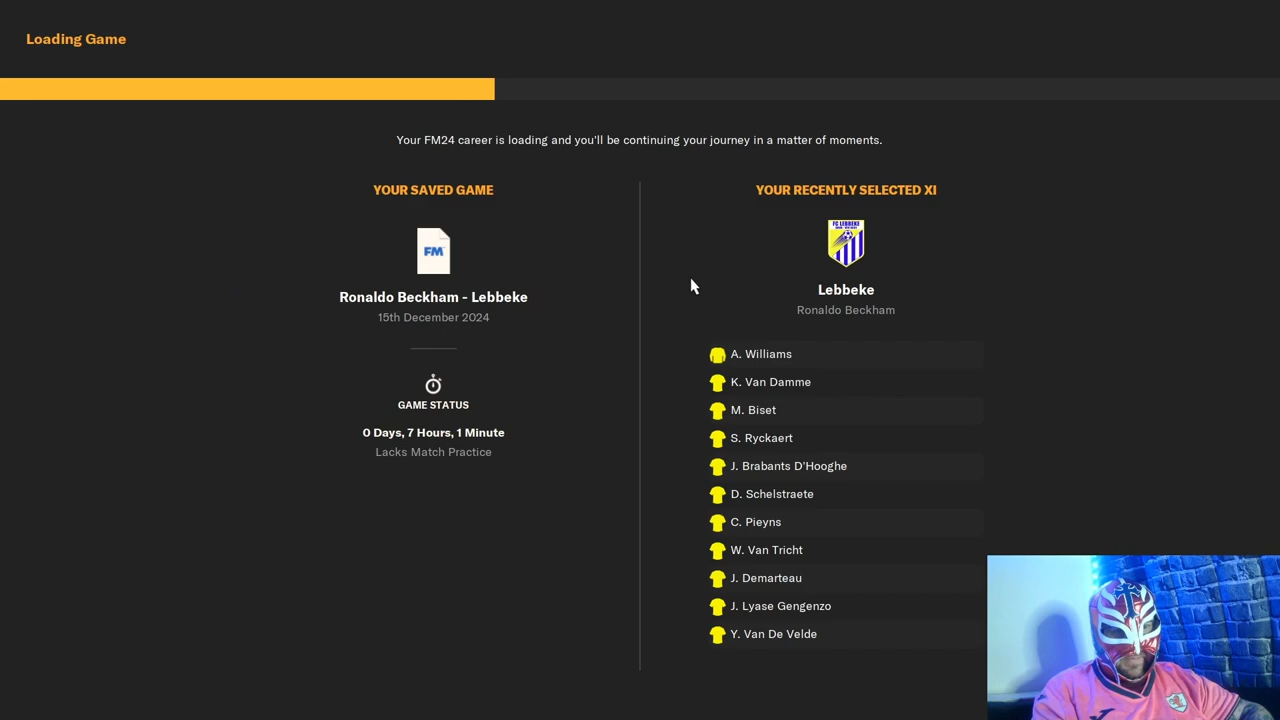 Loading Game
Your FM24 career is loading and you'll be continuing your journey in a matter of moments.
YOUR SAVED GAME
FM
Ronaldo Beckham - Lebbeke
15th December 2024
GAME STATUS
0 Days, 7 Hours, 1 Minute
Lacks Match Practice
YOUR RECENTLY SELECTED XI
FC LEBBEKE
Lebbeke
Ronaldo Beckham
A. Williams
K. Van Damme
M. Biset
S. Ryckaert
J. Brabants D'Hooghe
D. Schelstraete
C. Pieyns
W. Van Tricht
J. Demarteau
J. Lyase Gengenzo
Y. Van De Velde